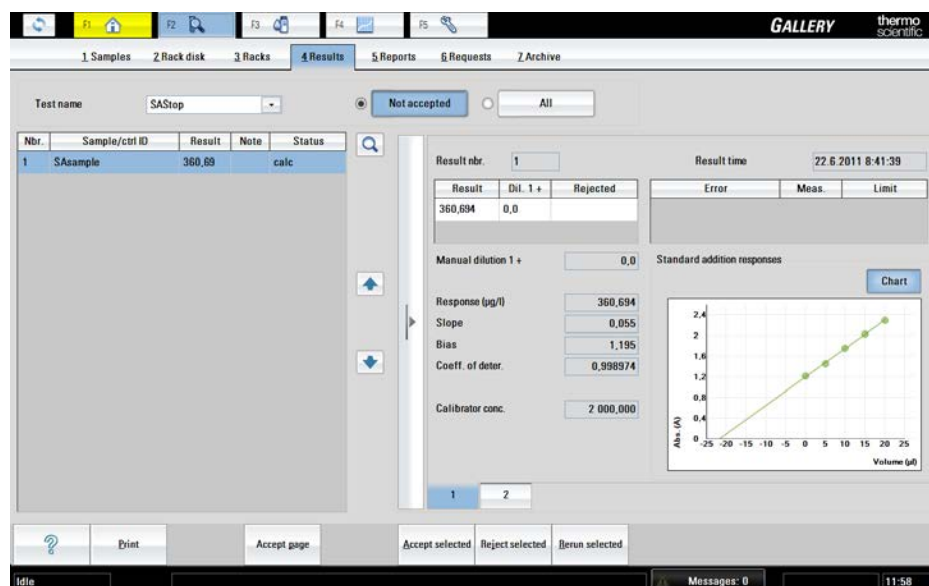 F1 F2 F3 F4 F5 GALLERY thermo scientific
1 Samples 2 Rack disk 3 Racks 4 Results 5 Reports 6 Requests 7 Archive
Test name SAStop Not accepted All
Nbr. Sample/ctrl ID Result Note Status
1 SAsample 360,69 calc
Result nbr. 1 Result time 22.6.2011 8:41:39
Result Dil. 1 + Rejected Error Meas. Limit
360,694 0,0
Manual dilution 1 + 0,0 Standard addition responses
Chart
Response (µg/l) 360,694
Slope 0,055
Bias 1,195
Coeff. of deter. 0,998974
Calibrator conc. 2 000,000
2,4
2
1,6
1,2
0,8
0,4
0
Abs. (A)
-25 -20 -15 -10 -5 0 5 10 15 20 25
Volume (µl)
1 2
? Print Accept page Accept selected Reject selected Rerun selected
Idle Messages: 0 11:58